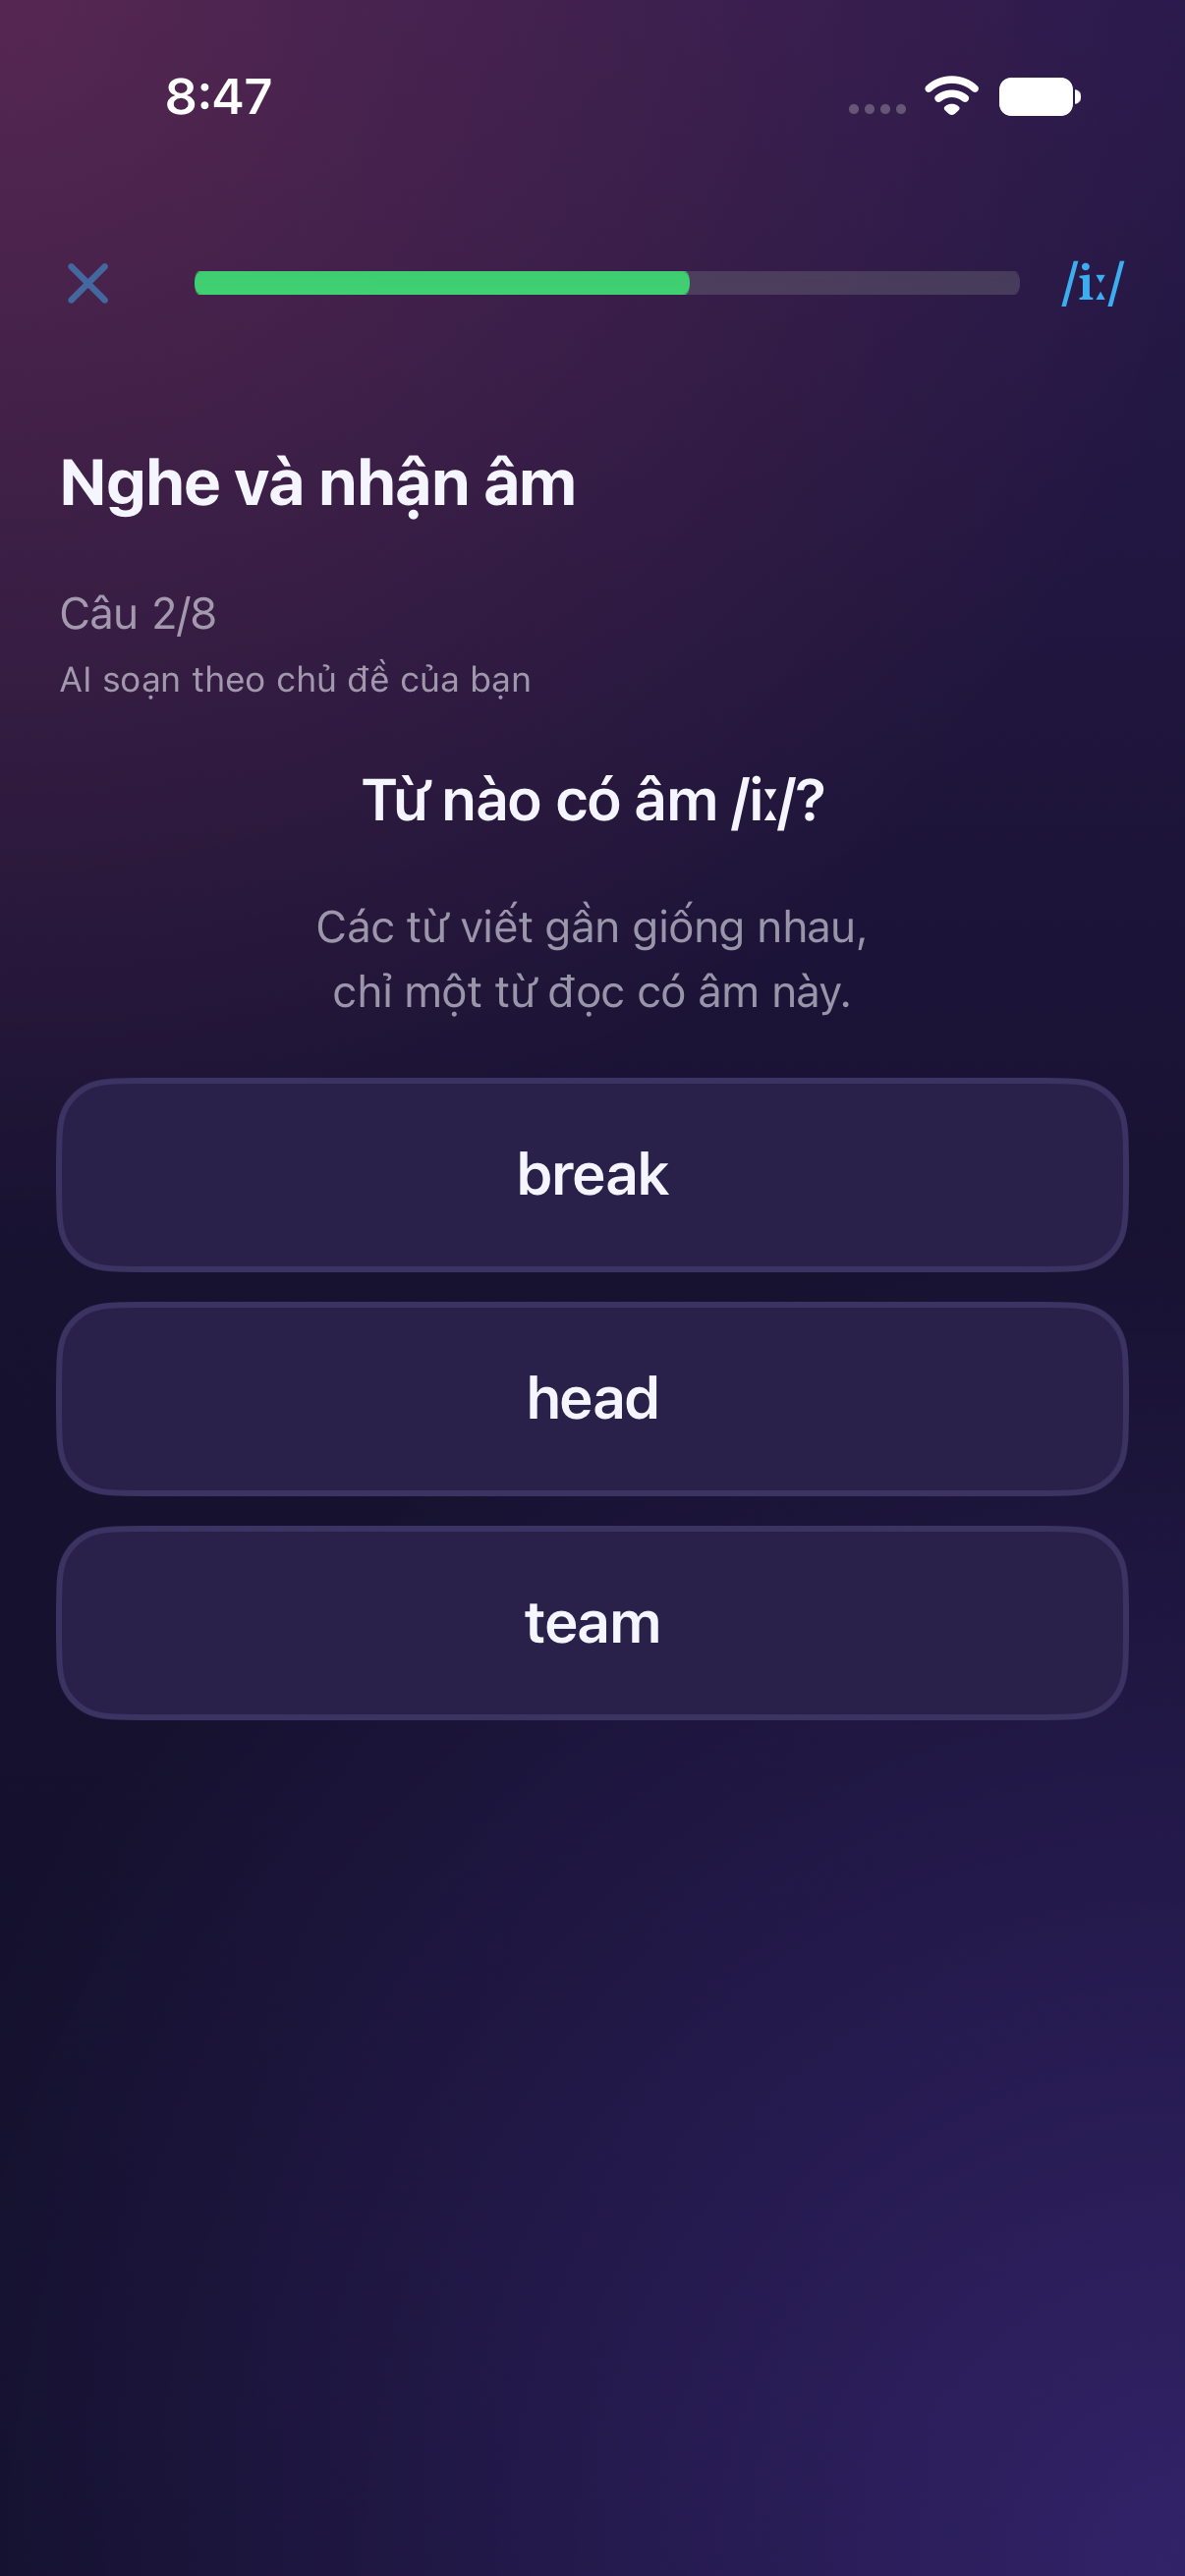 8:47
/iː/
Nghe và nhận âm
Câu 2/8
AI soạn theo chủ đề của bạn
Từ nào có âm /iː/?
Các từ viết gần giống nhau,
chỉ một từ đọc có âm này.
break
head
team